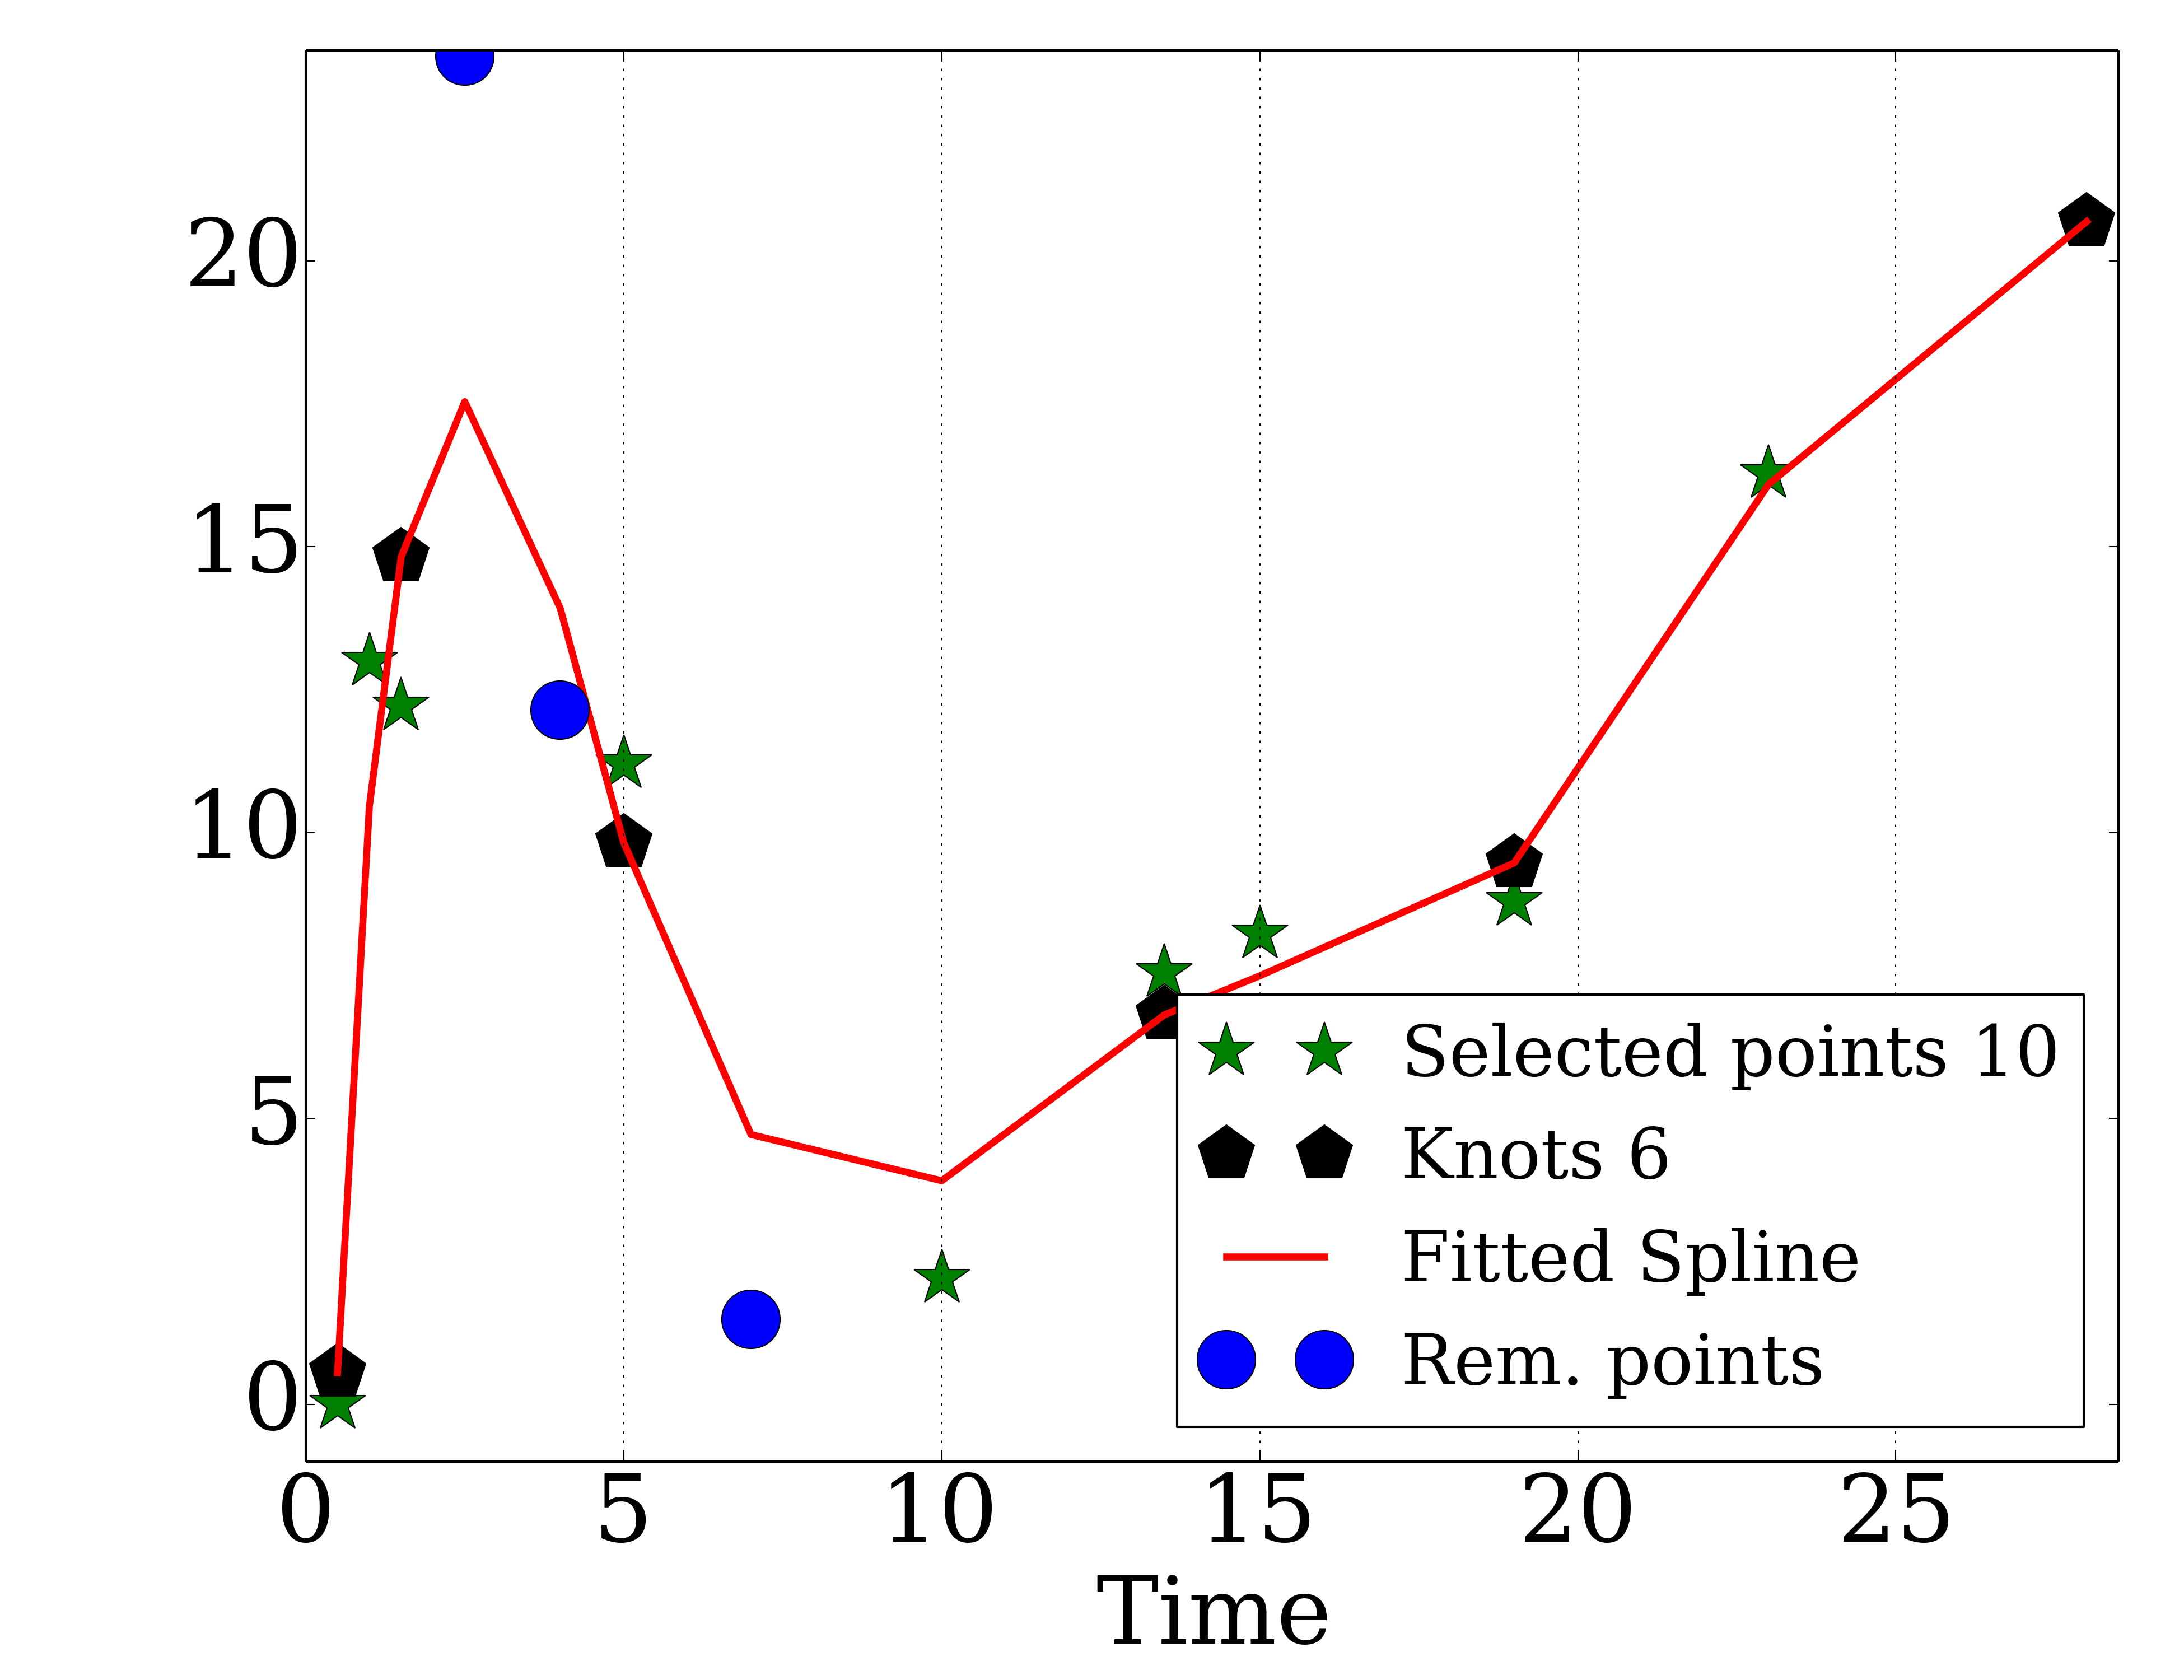 20
15
10
5
0
Selected points 10
Knots 6
Fitted Spline
Rem. points
0 5 10 15 20 25
Time